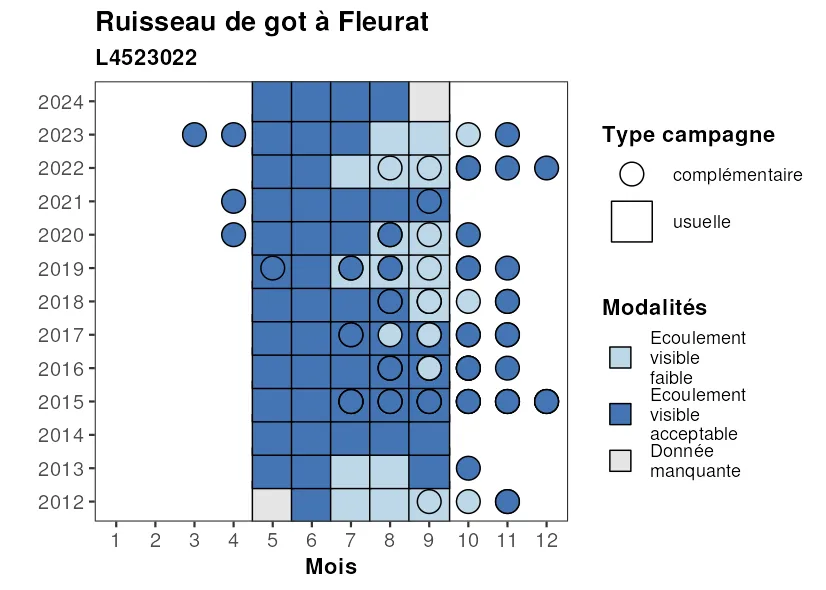 Ruisseau de got à Fleurat
L4523022
2024
2023
2022
2021
2020
2019
2018
2017
2016
2015
2014
2013
2012
1 2 3 4 5 6 7 8 9 10 11 12
Mois
Type campagne
complémentaire
usuelle
Modalités
Ecoulement
visible
faible
Ecoulement
visible
acceptable
Donnée
manquante